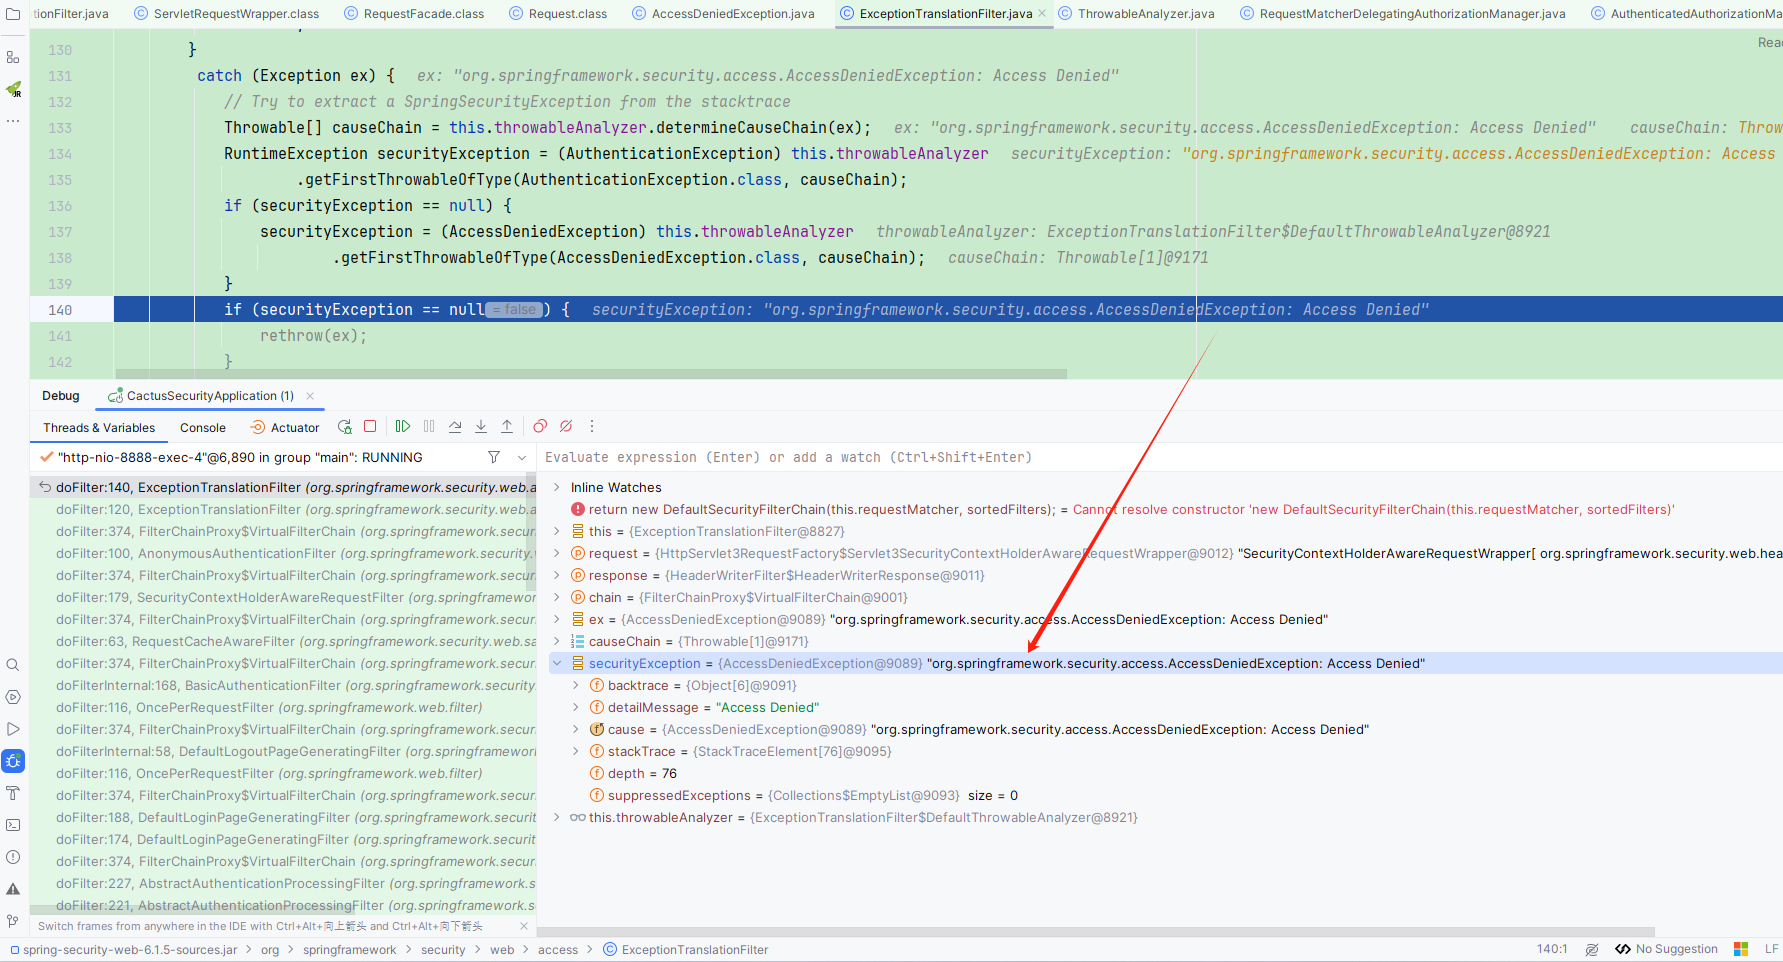 tionFilter.java ServletRequestWrapper.class RequestFacade.class Request.class AccessDeniedException.java ExceptionTranslationFilter.java ThrowableAnalyzer.java RequestMatcherDelegatingAuthorizationManager.java AuthenticatedAuthorizationMa
Read
130 }
131 catch (Exception ex) { ex: "org.springframework.security.access.AccessDeniedException: Access Denied"
132 // Try to extract a SpringSecurityException from the stacktrace
133 Throwable[] causeChain = this.throwableAnalyzer.determineCauseChain(ex); ex: "org.springframework.security.access.AccessDeniedException: Access Denied" causeChain: Throw
134 RuntimeException securityException = (AuthenticationException) this.throwableAnalyzer securityException: "org.springframework.security.access.AccessDeniedException: Access
135 .getFirstThrowableOfType(AuthenticationException.class, causeChain);
136 if (securityException == null) {
137 securityException = (AccessDeniedException) this.throwableAnalyzer throwableAnalyzer: ExceptionTranslationFilter$DefaultThrowableAnalyzer@8921
138 .getFirstThrowableOfType(AccessDeniedException.class, causeChain); causeChain: Throwable[1]@9171
139 }
140 if (securityException == null = false ) { securityException: "org.springframework.security.access.AccessDeniedException: Access Denied"
141 rethrow(ex);
142 }
Debug CactusSecurityApplication (1)
Threads & Variables Console Actuator
"http-nio-8888-exec-4"@6,890 in group "main": RUNNING
doFilter:140, ExceptionTranslationFilter (org.springframework.security.web.a
doFilter:120, ExceptionTranslationFilter (org.springframework.security.web.a
doFilter:374, FilterChainProxy$VirtualFilterChain (org.springframework.secur
doFilter:100, AnonymousAuthenticationFilter (org.springframework.security.
doFilter:374, FilterChainProxy$VirtualFilterChain (org.springframework.secur
doFilter:179, SecurityContextHolderAwareRequestFilter (org.springframework
doFilter:374, FilterChainProxy$VirtualFilterChain (org.springframework.secur
doFilter:63, RequestCacheAwareFilter (org.springframework.security.web.sa
doFilter:374, FilterChainProxy$VirtualFilterChain (org.springframework.secur
doFilterInternal:168, BasicAuthenticationFilter (org.springframework.security.
doFilter:116, OncePerRequestFilter (org.springframework.web.filter)
doFilter:374, FilterChainProxy$VirtualFilterChain (org.springframework.secur
doFilterInternal:58, DefaultLogoutPageGeneratingFilter (org.springframework
doFilter:116, OncePerRequestFilter (org.springframework.web.filter)
doFilter:374, FilterChainProxy$VirtualFilterChain (org.springframework.secur
doFilter:188, DefaultLoginPageGeneratingFilter (org.springframework.securi
doFilter:174, DefaultLoginPageGeneratingFilter (org.springframework.securi
doFilter:374, FilterChainProxy$VirtualFilterChain (org.springframework.secur
doFilter:227, AbstractAuthenticationProcessingFilter (org.springframework.s
doFilter:221, AbstractAuthenticationProcessingFilter (org.springframework.s
Switch frames from anywhere in the IDE with Ctrl+Alt+向上箭头 and Ctrl+Alt+向下箭头
Evaluate expression (Enter) or add a watch (Ctrl+Shift+Enter)
Inline Watches
return new DefaultSecurityFilterChain(this.requestMatcher, sortedFilters); = Cannot resolve constructor 'new DefaultSecurityFilterChain(this.requestMatcher, sortedFilters)'
this = {ExceptionTranslationFilter@8827}
request = {HttpServlet3RequestFactory$Servlet3SecurityContextHolderAwareRequestWrapper@9012} "SecurityContextHolderAwareRequestWrapper[ org.springframework.security.web.hea
response = {HeaderWriterFilter$HeaderWriterResponse@9011}
chain = {FilterChainProxy$VirtualFilterChain@9001}
ex = {AccessDeniedException@9089} "org.springframework.security.access.AccessDeniedException: Access Denied"
causeChain = {Throwable[1]@9171}
securityException = {AccessDeniedException@9089} "org.springframework.security.access.AccessDeniedException: Access Denied"
backtrace = {Object[6]@9091}
detailMessage = "Access Denied"
cause = {AccessDeniedException@9089} "org.springframework.security.access.AccessDeniedException: Access Denied"
stackTrace = {StackTraceElement[76]@9095}
depth = 76
suppressedExceptions = {Collections$EmptyList@9093} size = 0
this.throwableAnalyzer = {ExceptionTranslationFilter$DefaultThrowableAnalyzer@8921}
spring-security-web-6.1.5-sources.jar > org > springframework > security > web > access > ExceptionTranslationFilter 140:1 No Suggestion LF